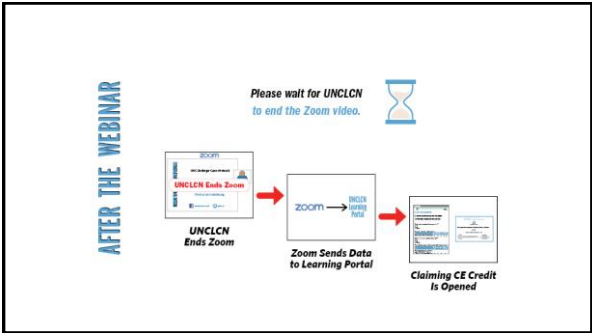 AFTER THE WEBINAR
Please wait for UNCLCN
to end the Zoom video.
zoom
UNCLCN Ends Zoom
UNCLCN
Ends Zoom
zoom
UNCLCN
Learning
Portal
Zoom Sends Data
to Learning Portal
Claiming CE Credit
Is Opened